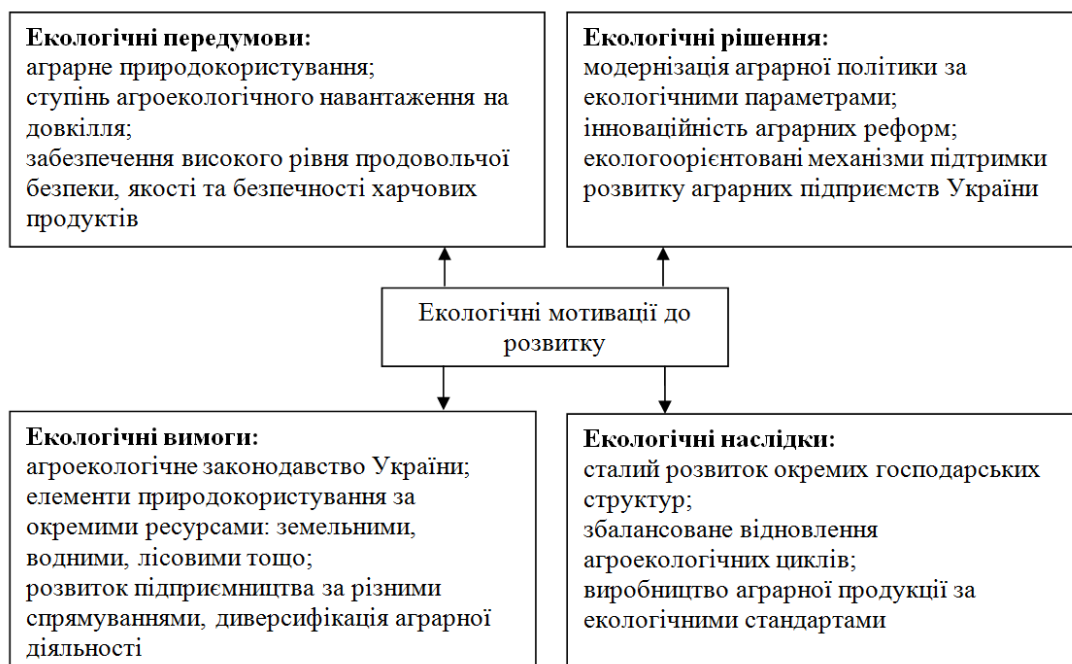 Екологічні передумови:
аграрне природокористування;
ступінь агроекологічного навантаження на
довкілля;
забезпечення високого рівня продовольчої
безпеки, якості та безпечності харчових
продуктів
Екологічні рішення:
модернізація аграрної політики за
екологічними параметрами;
інноваційність аграрних реформ;
екологоорієнтовані механізми підтримки
розвитку аграрних підприємств України
Екологічні мотивації до
розвитку
Екологічні вимоги:
агроекологічне законодавство України;
елементи природокористування за
окремими ресурсами: земельними,
водними, лісовими тощо;
розвиток підприємництва за різними
спрямуваннями, диверсифікація аграрної
діяльності
Екологічні наслідки:
сталий розвиток окремих господарських
структур;
збалансоване відновлення
агроекологічних циклів;
виробництво аграрної продукції за
екологічними стандартами